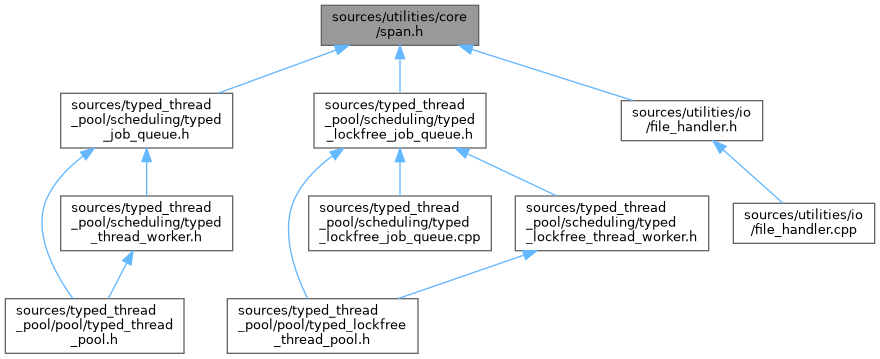 sources/utilities/core
/span.h
sources/typed_thread
_pool/scheduling/typed
_job_queue.h
sources/typed_thread
_pool/scheduling/typed
_lockfree_job_queue.h
sources/utilities/io
/file_handler.h
sources/typed_thread
_pool/scheduling/typed
_thread_worker.h
sources/typed_thread
_pool/scheduling/typed
_lockfree_job_queue.cpp
sources/typed_thread
_pool/scheduling/typed
_lockfree_thread_worker.h
sources/utilities/io
/file_handler.cpp
sources/typed_thread
_pool/pool/typed_thread
_pool.h
sources/typed_thread
_pool/pool/typed_lockfree
_thread_pool.h